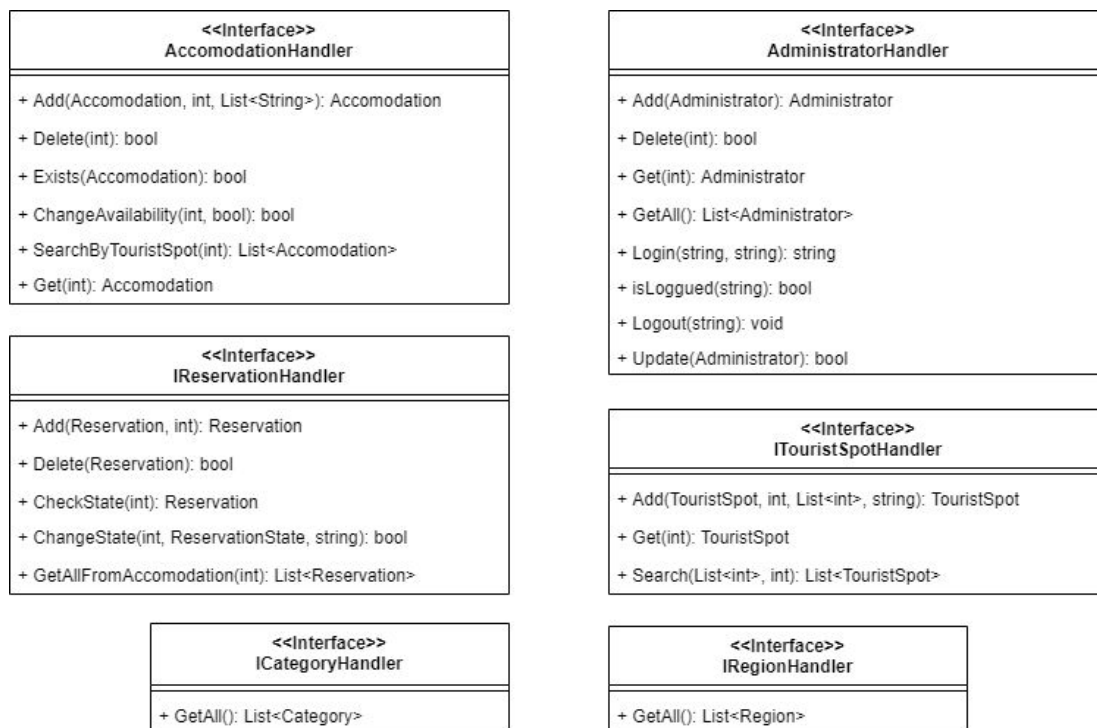 <<Interface>>
AccomodationHandler
+ Add(Accomodation, int, List<String>): Accomodation
+ Delete(int): bool
+ Exists(Accomodation): bool
+ ChangeAvailability(int, bool): bool
+ SearchByTouristSpot(int): List<Accomodation>
+ Get(int): Accomodation
<<Interface>>
AdministratorHandler
+ Add(Administrator): Administrator
+ Delete(int): bool
+ Get(int): Administrator
+ GetAll(): List<Administrator>
+ Login(string, string): string
+ isLoggued(string): bool
+ Logout(string): void
+ Update(Administrator): bool
<<Interface>>
IReservationHandler
+ Add(Reservation, int): Reservation
+ Delete(Reservation): bool
+ CheckState(int): Reservation
+ ChangeState(int, ReservationState, string): bool
+ GetAllFromAccomodation(int): List<Reservation>
<<Interface>>
ITouristSpotHandler
+ Add(TouristSpot, int, List<int>, string): TouristSpot
+ Get(int): TouristSpot
+ Search(List<int>, int): List<TouristSpot>
<<Interface>>
ICategoryHandler
+ GetAll(): List<Category>
<<Interface>>
IRegionHandler
+ GetAll(): List<Region>